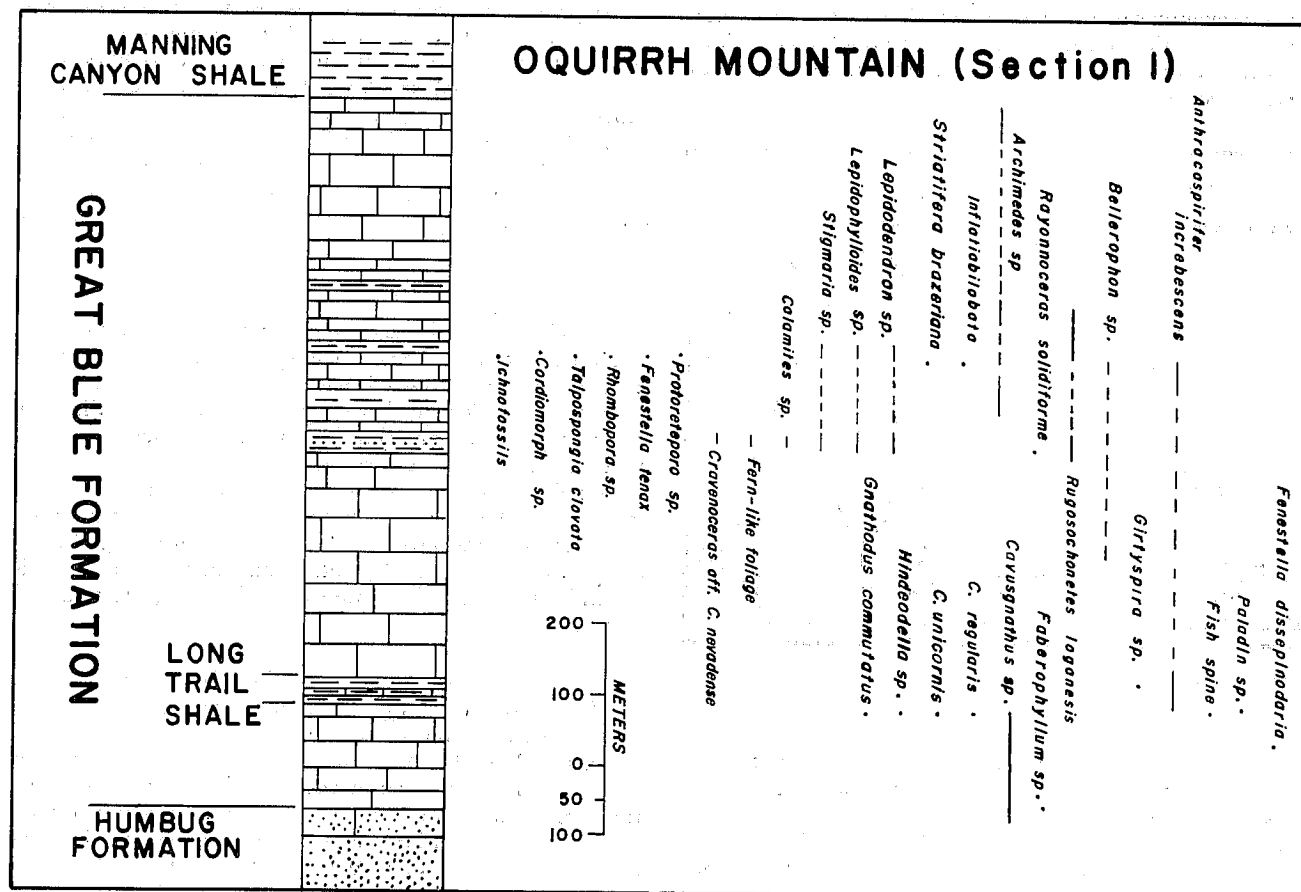 OQUIRRH MOUNTAIN (Section I)
MANNING
CANYON SHALE
GREAT BLUE FORMATION
LONG
TRAIL
SHALE
HUMBUG
FORMATION
200
100
0
50
100
METERS
Ichnofossils
Cordiomorph sp.
Talpospongia clavata
Rhombopora sp.
Fenestella tenax
Protoretepora sp.
Cravenoceras aff. C. nevadense
Fern-like foliage
Calamites sp.
Stigmaria sp.
Lepidophylloides sp.
Lepidodendron sp.
Gnathodus commutatus
Hindeodella sp.
Striatifera brazeriana
C. unicornis
Inflatiabilobata
C. regularis
Archimedes sp
Cavusgnathus sp.
Rayonnoceras solidiforme
Faberophyllum sp.
Rugosochonetes loganesis
Bellerophon sp.
Girtyspira sp.
Anthracospirifer
increbescens
Fish spine
Paladin sp.
Fenestella dissepinodaria